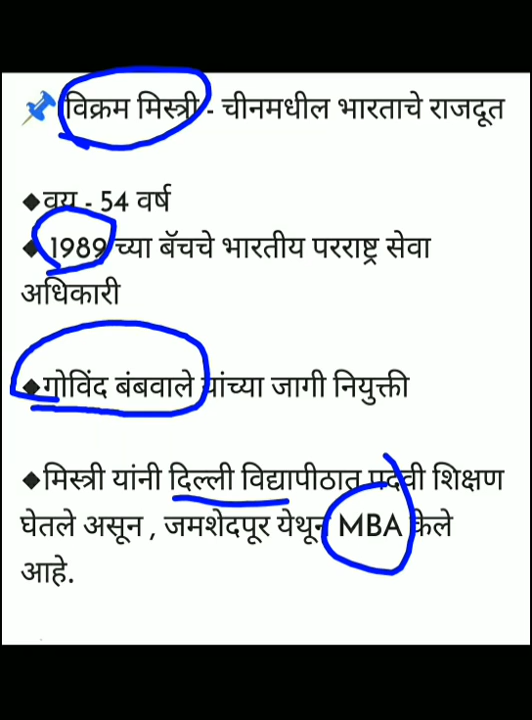 📌 विक्रम मिस्त्री - चीनमधील भारताचे राजदूत
◆वय - 54 वर्ष
◆ 1989 च्या बॅचचे भारतीय परराष्ट्र सेवा
अधिकारी
◆गोविंद बंबवाले यांच्या जागी नियुक्ती
◆मिस्त्री यांनी दिल्ली विद्यापीठात पदवी शिक्षण
घेतले असून , जमशेदपूर येथून MBA केले
आहे.